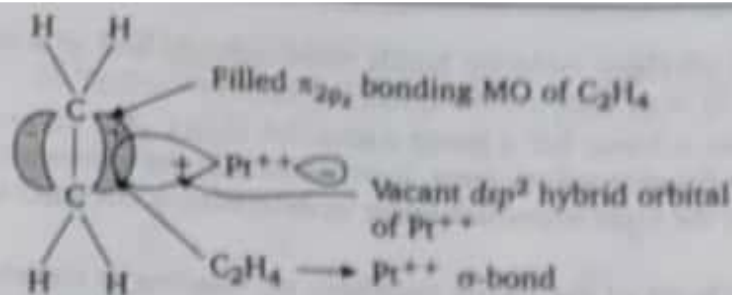 H H
Filled π2pz bonding MO of C2H4
C
+ Pt++ -
C
Vacant dsp² hybrid orbital
of Pt++
C2H4 → Pt++ σ-bond
H H